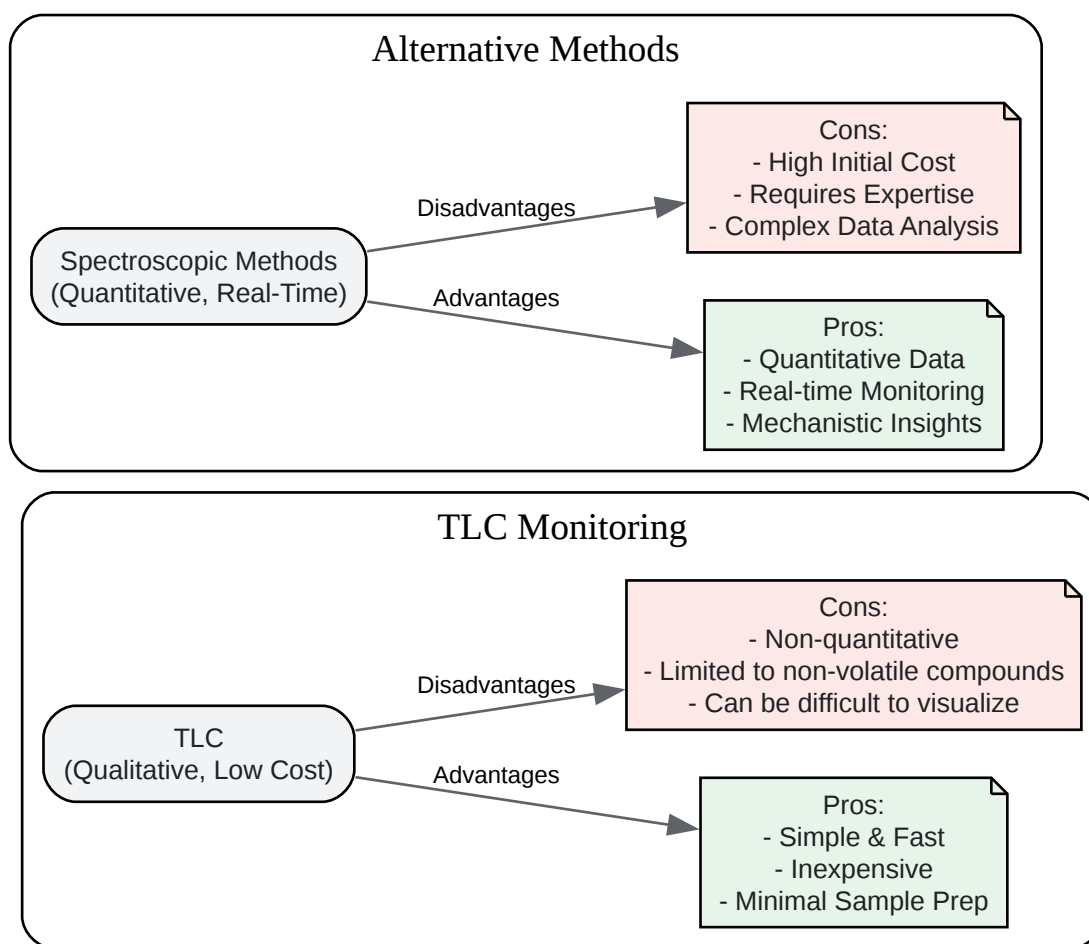 Alternative Methods
Cons:
- High Initial Cost
- Requires Expertise
- Complex Data Analysis
Disadvantages
Spectroscopic Methods
(Quantitative, Real-Time)
Advantages
Pros:
- Quantitative Data
- Real-time Monitoring
- Mechanistic Insights
TLC Monitoring
Cons:
- Non-quantitative
- Limited to non-volatile compounds
- Can be difficult to visualize
Disadvantages
TLC
(Qualitative, Low Cost)
Advantages
Pros:
- Simple & Fast
- Inexpensive
- Minimal Sample Prep